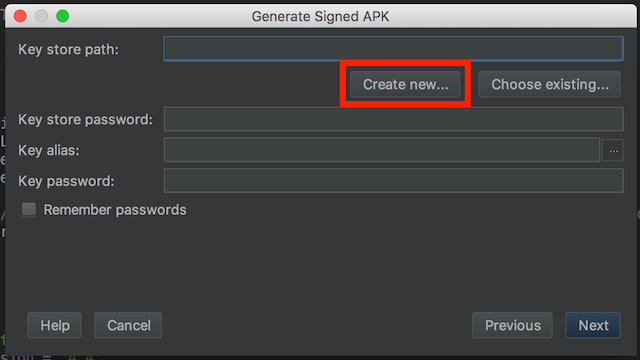 Generate Signed APK
Key store path:
Create new... Choose existing...
Key store password:
Key alias: ...
Key password:
Remember passwords
Help Cancel Previous Next